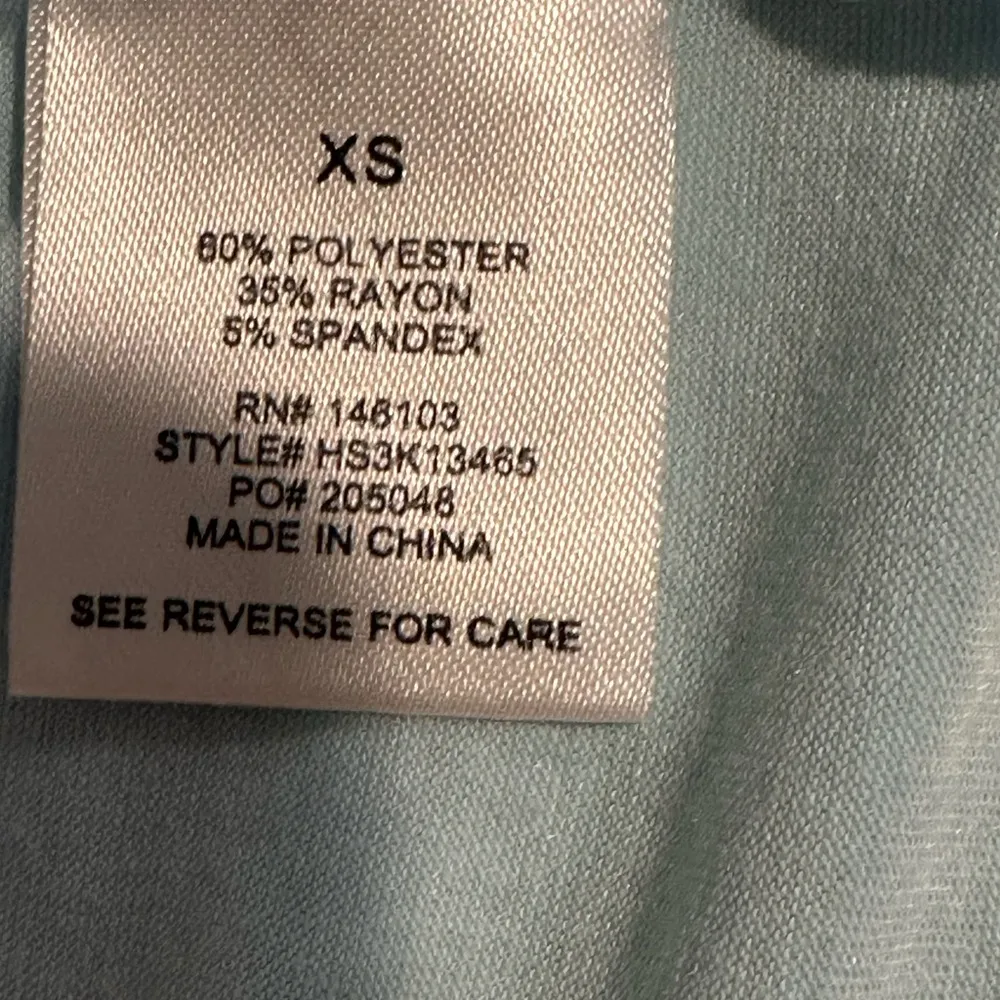 XS
60% POLYESTER
35% RAYON
5% SPANDEX
RN# 146103
STYLE# HS3K13465
PO# 205048
MADE IN CHINA
SEE REVERSE FOR CARE